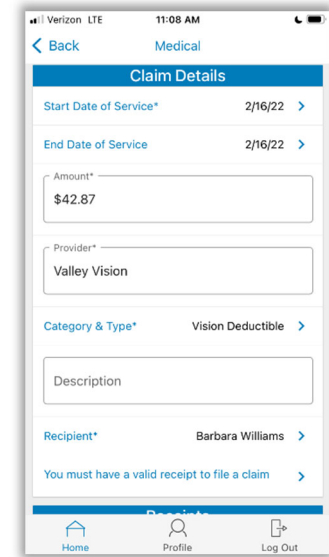 Verizon LTE 11:08 AM
Back Medical
Claim Details
Start Date of Service* 2/16/22
End Date of Service 2/16/22
Amount*
$42.87
Provider*
Valley Vision
Category & Type* Vision Deductible
Description
Recipient* Barbara Williams
You must have a valid receipt to file a claim
Receipts
Home Profile Log Out